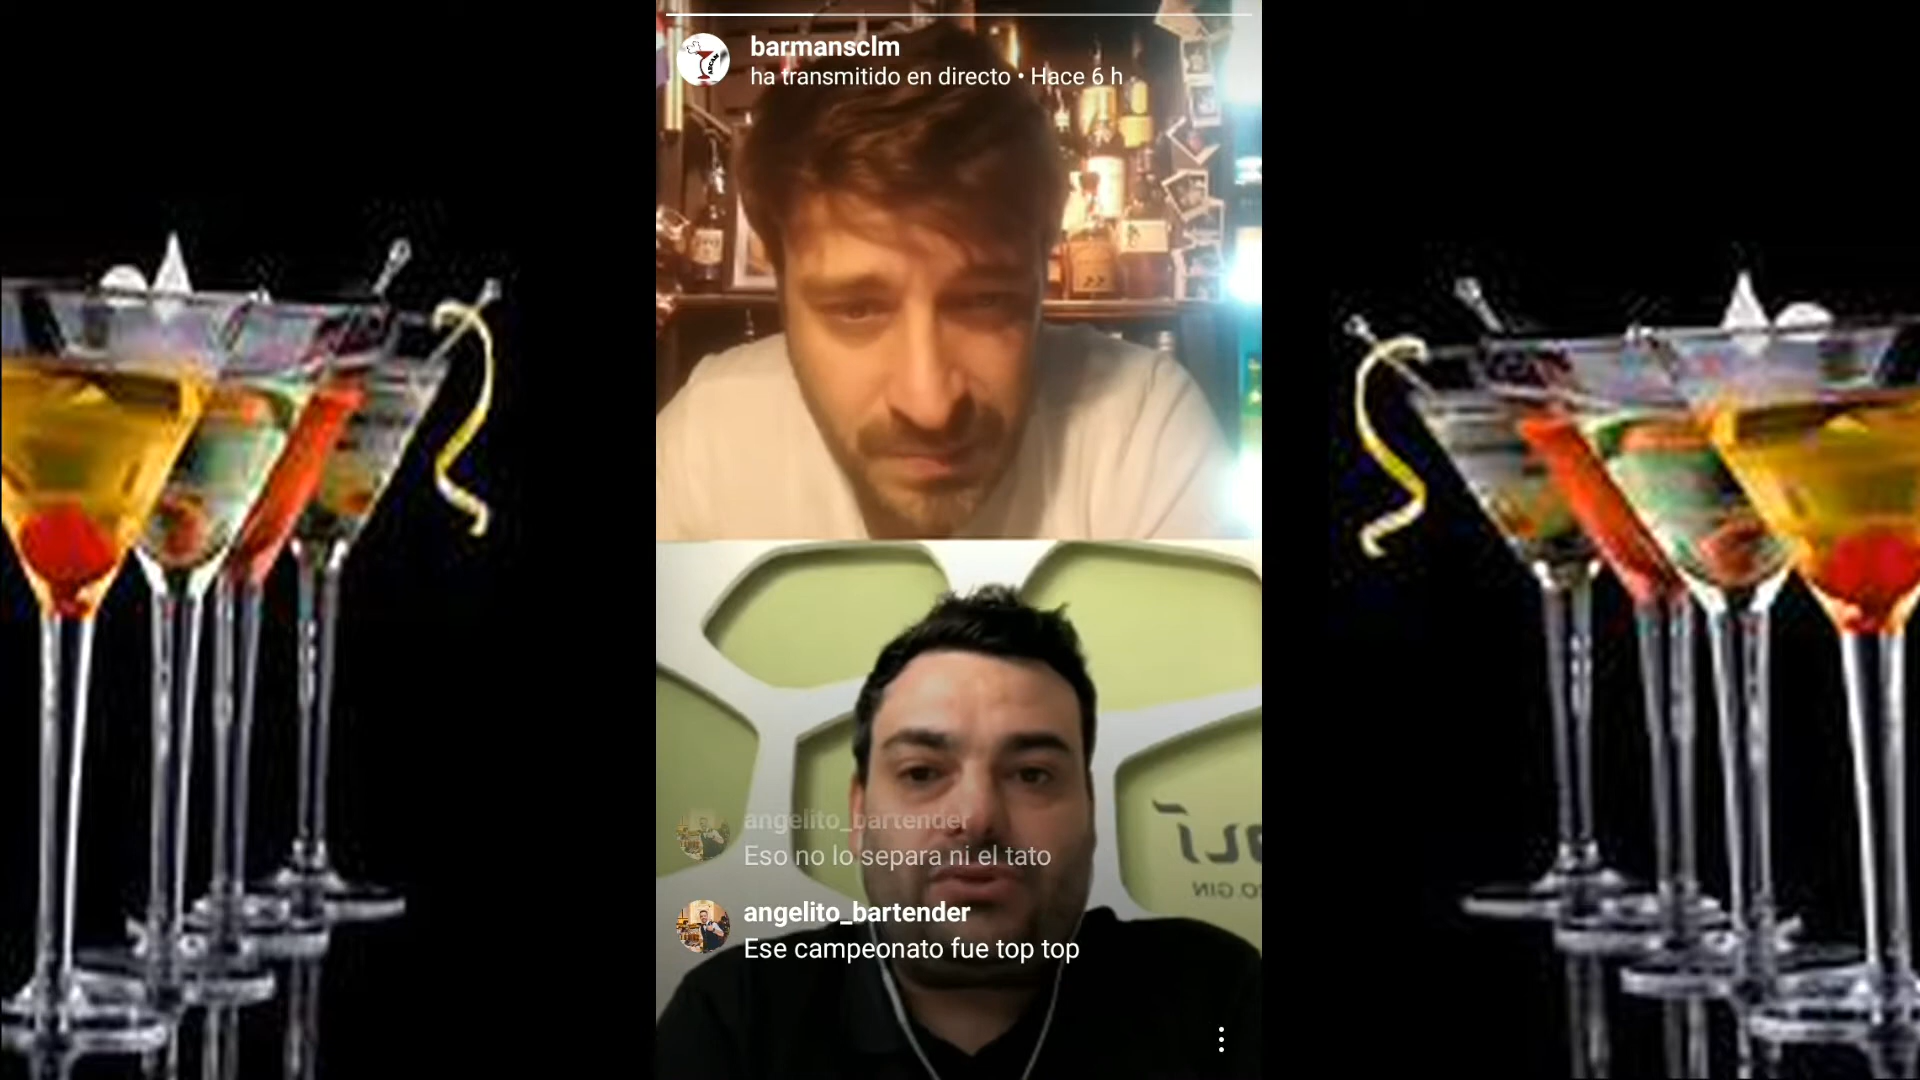 barmansclm
ha transmitido en directo • Hace 6 h
angelito_bartender
Eso no lo separa ni el tato
angelito_bartender
Ese campeonato fue top top
O.GIN